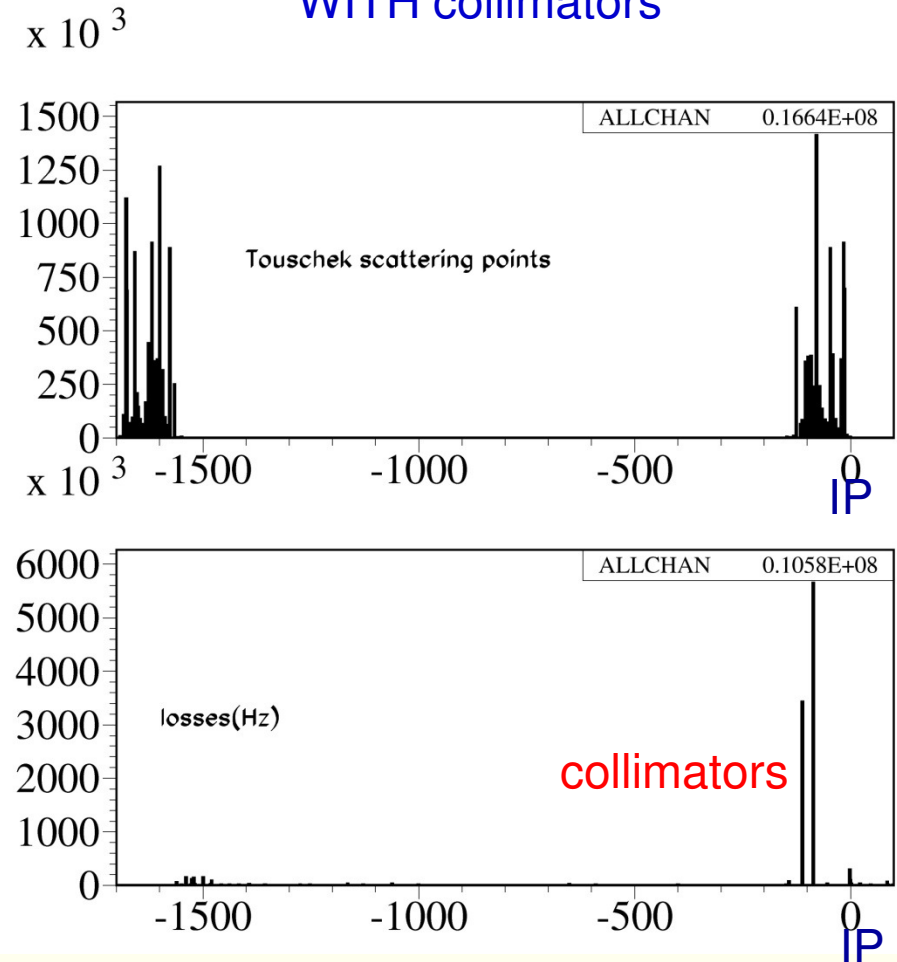 WITH collimators
x 10 3
1500
1250
1000
750
500
250
0
ALLCHAN 0.1664E+08
Touschek scattering points
x 10 3
-1500 -1000 -500 0
IP
6000
5000
4000
3000
2000
1000
0
ALLCHAN 0.1058E+08
losses(Hz)
collimators
-1500 -1000 -500 0
IP